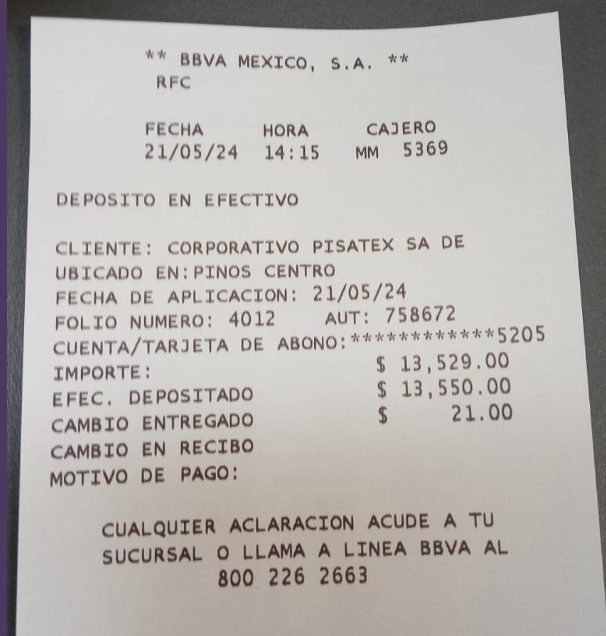 ** BBVA MEXICO, S.A. **
RFC
FECHA HORA CAJERO
21/05/24 14:15 MM 5369
DEPOSITO EN EFECTIVO
CLIENTE: CORPORATIVO PISATEX SA DE
UBICADO EN:PINOS CENTRO
FECHA DE APLICACION: 21/05/24
FOLIO NUMERO: 4012 AUT: 758672
CUENTA/TARJETA DE ABONO:************5205
IMPORTE: $ 13,529.00
EFEC. DEPOSITADO $ 13,550.00
CAMBIO ENTREGADO $ 21.00
CAMBIO EN RECIBO
MOTIVO DE PAGO:
CUALQUIER ACLARACION ACUDE A TU
SUCURSAL O LLAMA A LINEA BBVA AL
800 226 2663